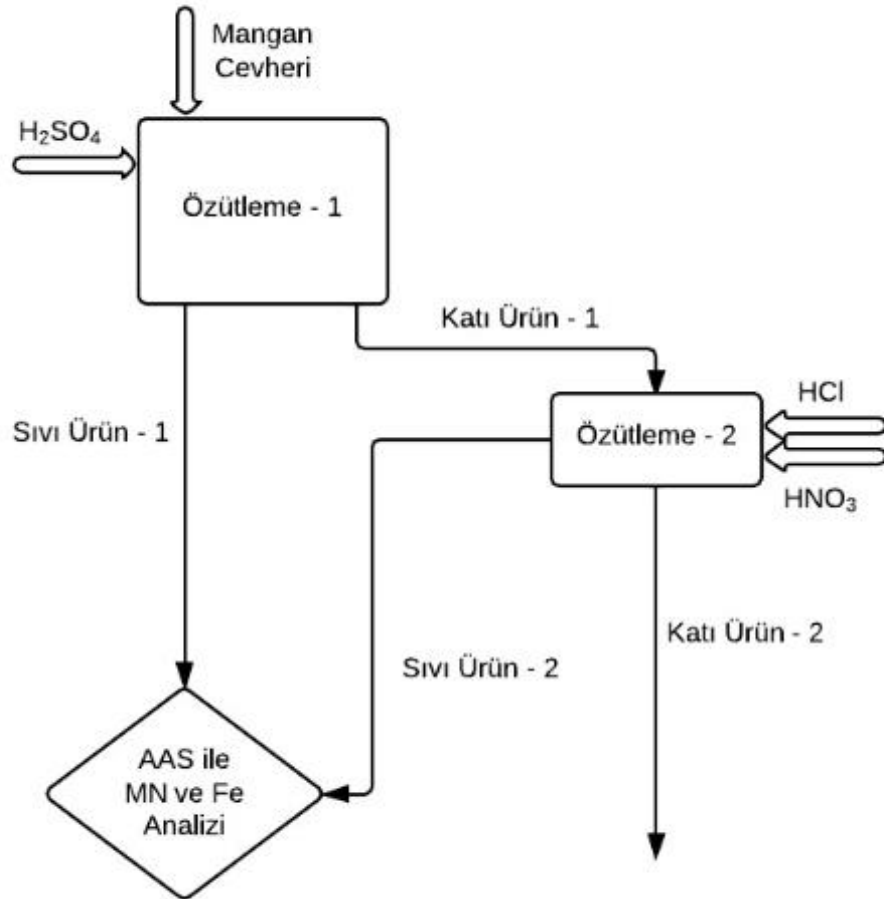 Mangan
Cevheri
H₂SO₄
Özütleme - 1
Katı Ürün - 1
HCl
Sıvı Ürün - 1
Özütleme - 2
HNO₃
Katı Ürün - 2
Sıvı Ürün - 2
AAS ile
MN ve Fe
Analizi